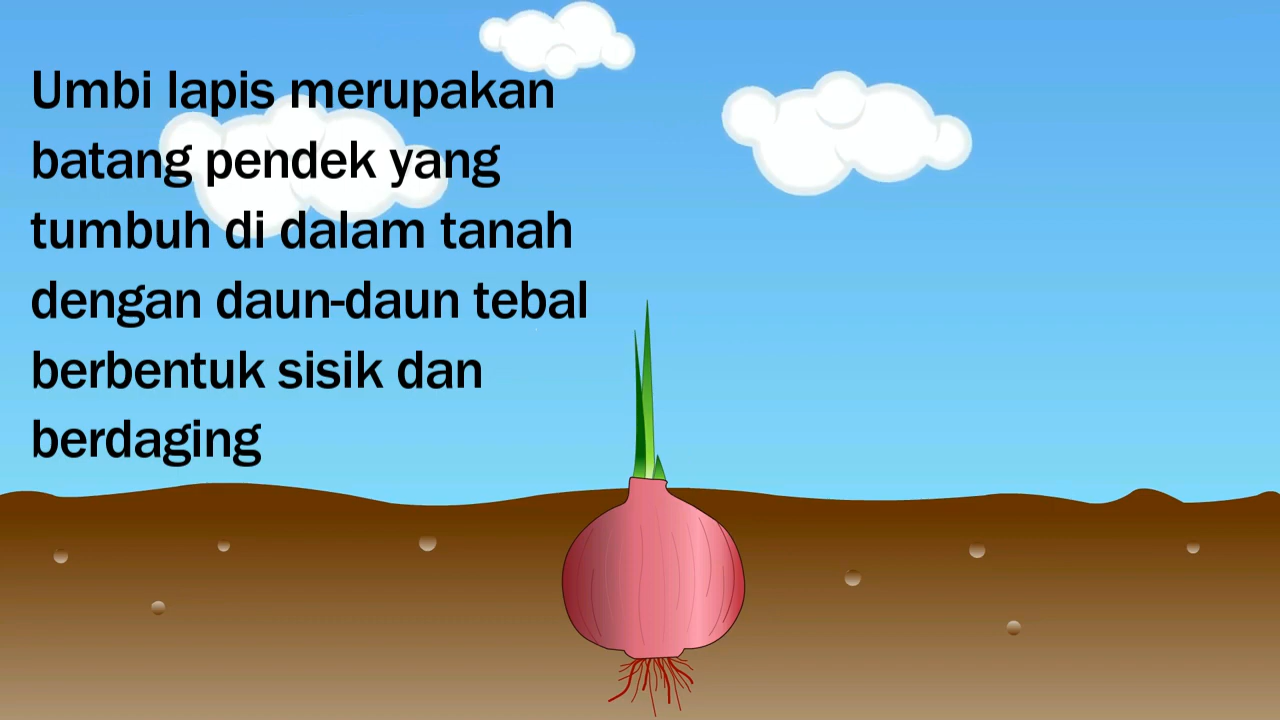 Umbi lapis merupakan
batang pendek yang
tumbuh di dalam tanah
dengan daun-daun tebal
berbentuk sisik dan
berdaging